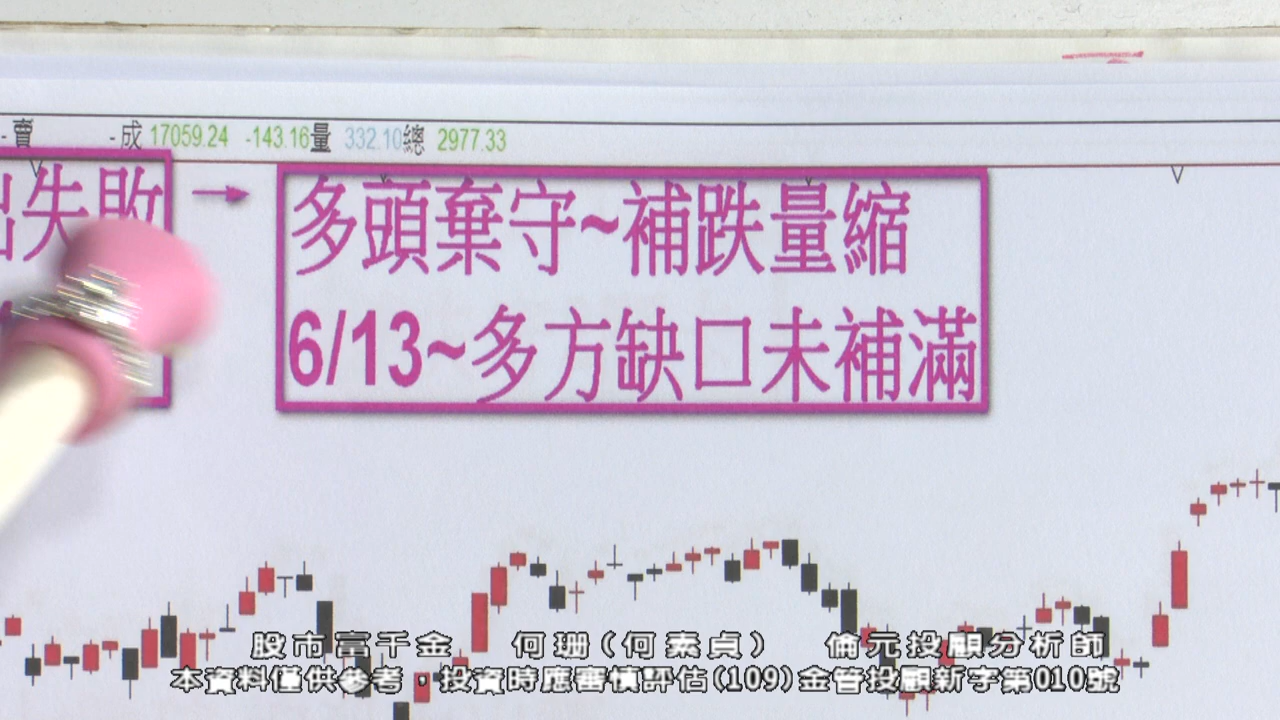 -賣 -成 17059.24 -143.16 量 332.10 總 2977.33
出失敗 → 多頭棄守~補跌量縮
6/13~多方缺口未補滿
股市富千金 何珊(何素貞) 倫元投顧分析師
本資料僅供參考，投資時應審慎評估(109)金管投顧新字第010號